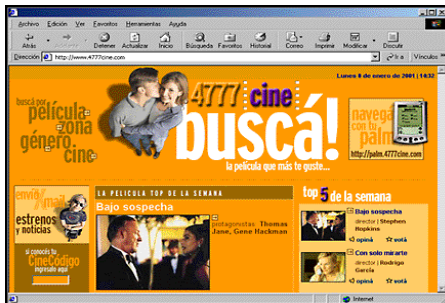 Archivo Edición Ver Favoritos Herramientas Ayuda
Atrás Adelante Detener Actualizar Inicio Búsqueda Favoritos Historial Correo Imprimir Modificar Discutir
Dirección http://www.4777cine.com Ir a Vínculos
Lunes 8 de enero de 2001 | 14:32
buscá por
película
zona
género
cine
4777 cine
buscá!
la película que más te guste...
navegá
con tu
palm
http://palm.4777cine.com
envío
mail
estrenos
y noticias
si conocés tu
CineCódigo
ingresalo aquí
LA PELICULA TOP DE LA SEMANA
Bajo sospecha
protagonistas Thomas
Jane, Gene Hackman
top 5 de la semana
Bajo sospecha
director | Stephen
Hopkins
opiná votá
Con solo mirarte
director | Rodrigo
García
opiná votá
Internet